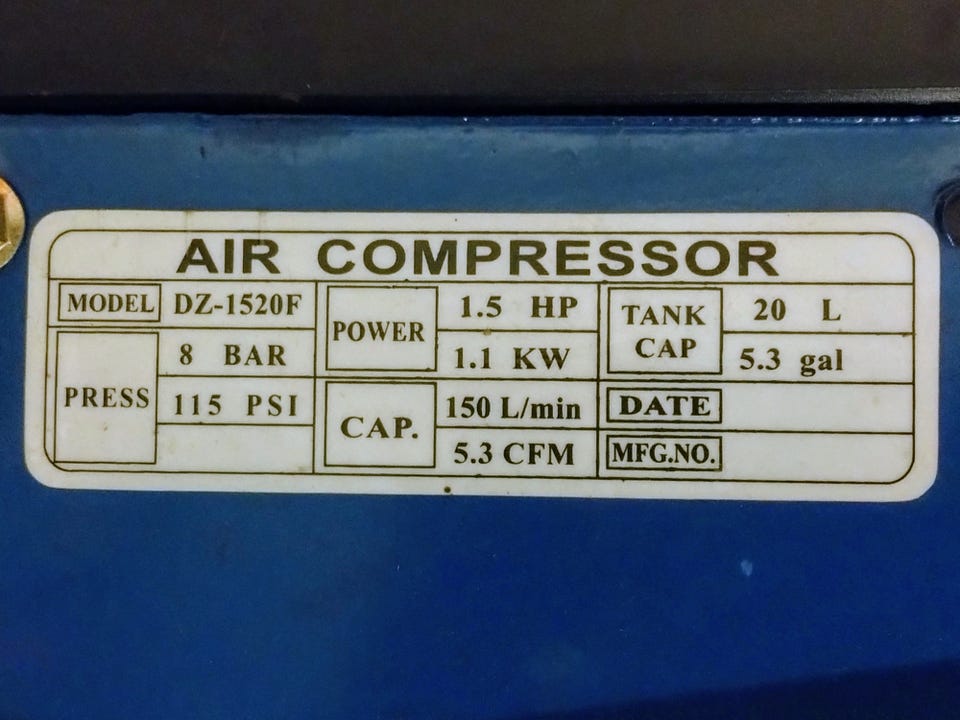 AIR COMPRESSOR
MODEL DZ-1520F
PRESS
8 BAR
115 PSI
POWER
1.5 HP
1.1 KW
CAP.
150 L/min
5.3 CFM
TANK
CAP
20 L
5.3 gal
DATE
MFG.NO.